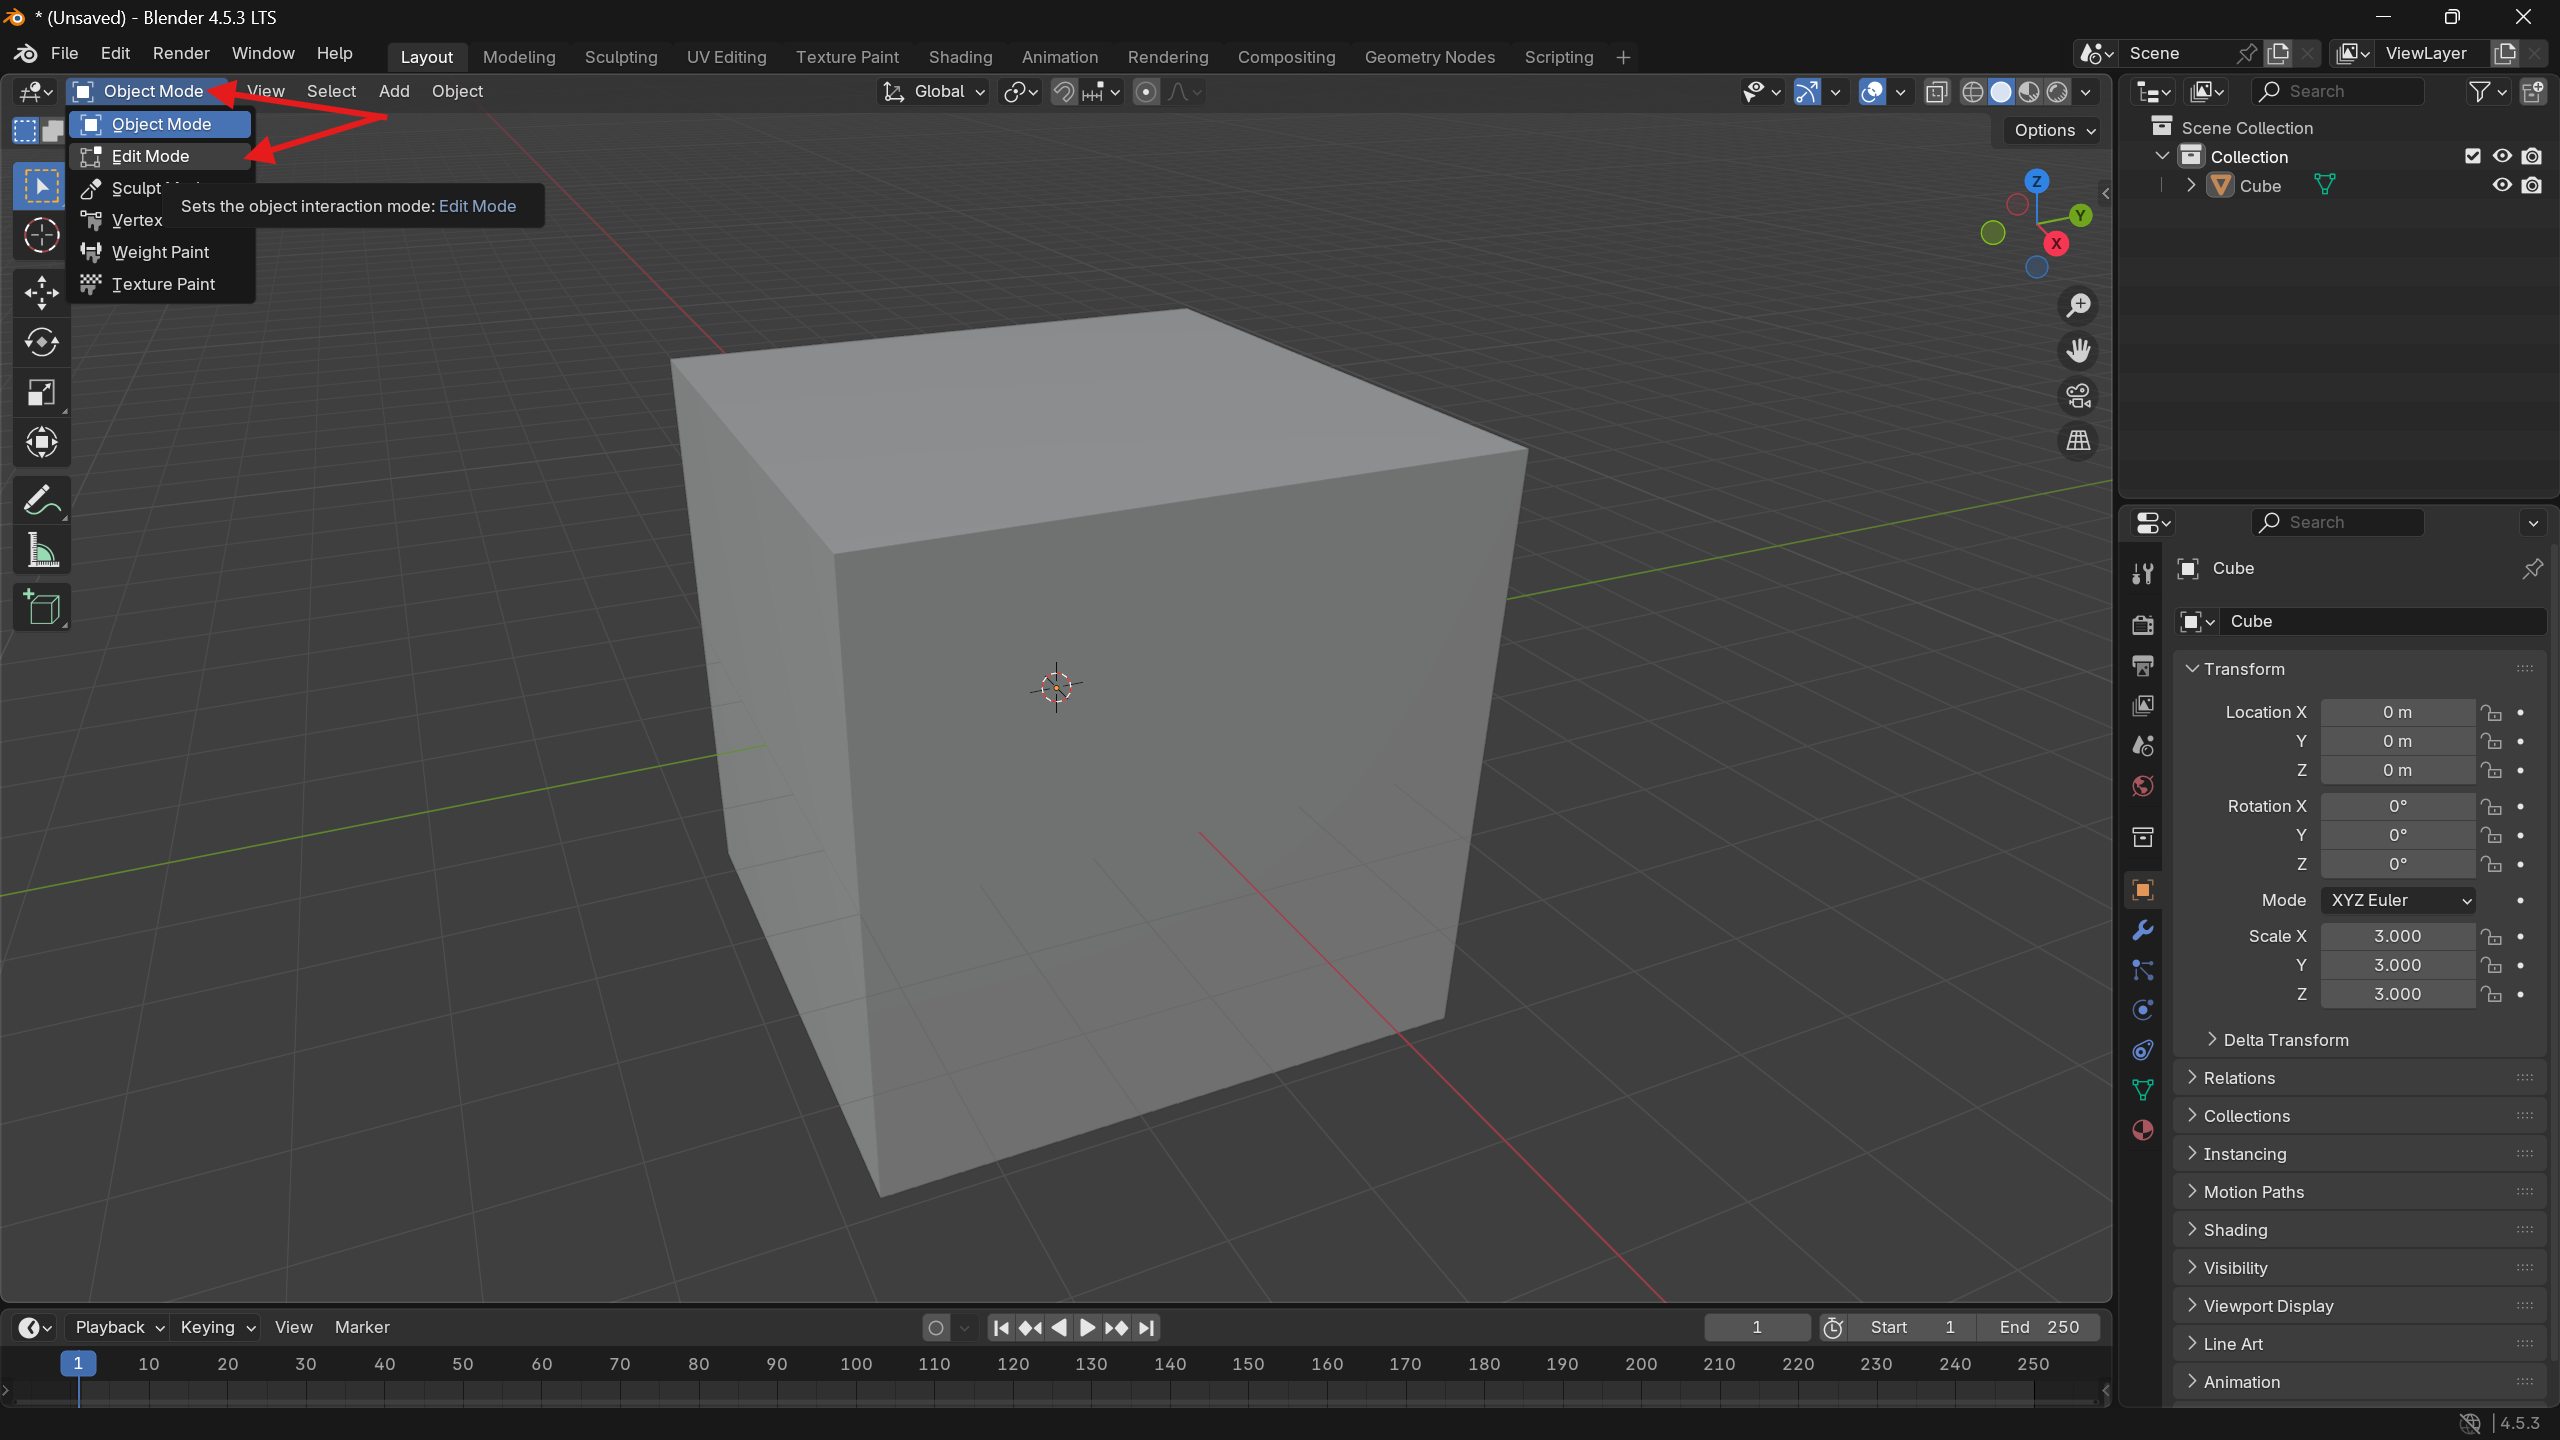 * (Unsaved) - Blender 4.5.3 LTS
File Edit Render Window Help
Layout Modeling Sculpting UV Editing Texture Paint Shading Animation Rendering Compositing Geometry Nodes Scripting +
Scene ViewLayer
Object Mode View Select Add Object
Global
Search
Options
Object Mode
Edit Mode
Sculpt
Sets the object interaction mode: Edit Mode
Vertex
Weight Paint
Texture Paint
Z
Y
X
Scene Collection
Collection
Cube
Search
Cube
Cube
Transform
Location X 0 m
Y 0 m
Z 0 m
Rotation X 0°
Y 0°
Z 0°
Mode XYZ Euler
Scale X 3.000
Y 3.000
Z 3.000
Delta Transform
Relations
Collections
Instancing
Motion Paths
Shading
Visibility
Viewport Display
Line Art
Animation
Playback Keying View Marker
1 Start 1 End 250
1 10 20 30 40 50 60 70 80 90 100 110 120 130 140 150 160 170 180 190 200 210 220 230 240 250
4.5.3